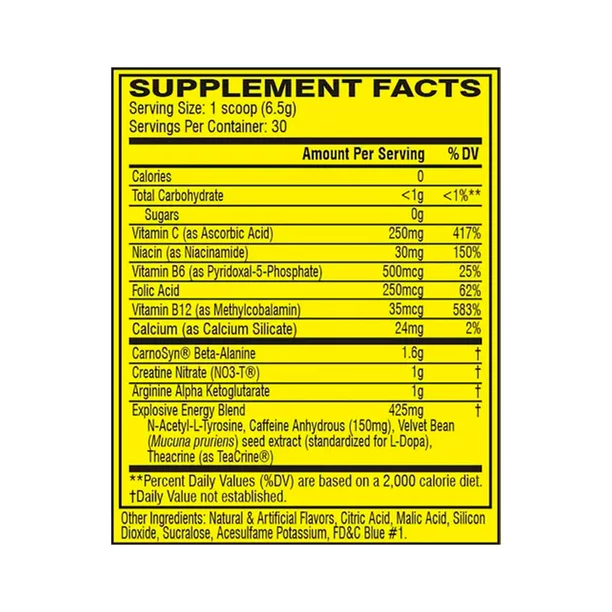 SUPPLEMENT FACTS
Serving Size: 1 scoop (6.5g)
Servings Per Container: 30
Amount Per Serving % DV
Calories 0
Total Carbohydrate <1g <1%**
Sugars 0g
Vitamin C (as Ascorbic Acid) 250mg 417%
Niacin (as Niacinamide) 30mg 150%
Vitamin B6 (as Pyridoxal-5-Phosphate) 500mcg 25%
Folic Acid 250mcg 62%
Vitamin B12 (as Methylcobalamin) 35mcg 583%
Calcium (as Calcium Silicate) 24mg 2%
CarnoSyn® Beta-Alanine 1.6g †
Creatine Nitrate (NO3-T®) 1g †
Arginine Alpha Ketoglutarate 1g †
Explosive Energy Blend 425mg †
N-Acetyl-L-Tyrosine, Caffeine Anhydrous (150mg), Velvet Bean
(Mucuna pruriens) seed extract (standardized for L-Dopa),
Theacrine (as TeaCrine®)
**Percent Daily Values (%DV) are based on a 2,000 calorie diet.
†Daily Value not established.
Other Ingredients: Natural & Artificial Flavors, Citric Acid, Malic Acid, Silicon
Dioxide, Sucralose, Acesulfame Potassium, FD&C Blue #1.